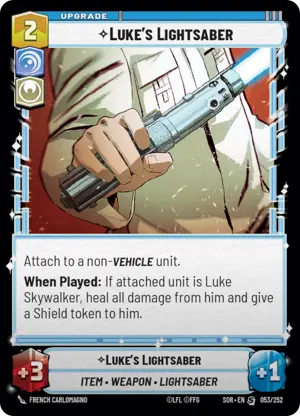 UPGRADE
2
✧LUKE'S LIGHTSABER
Attach to a non-VEHICLE unit.
When Played: If attached unit is Luke
Skywalker, heal all damage from him and give
a Shield token to him.
✧LUKE'S LIGHTSABER
+3
ITEM • WEAPON • LIGHTSABER
+1
FRENCH CARLOMAGNO
©LFL ©FFG
SOR • EN
053/252